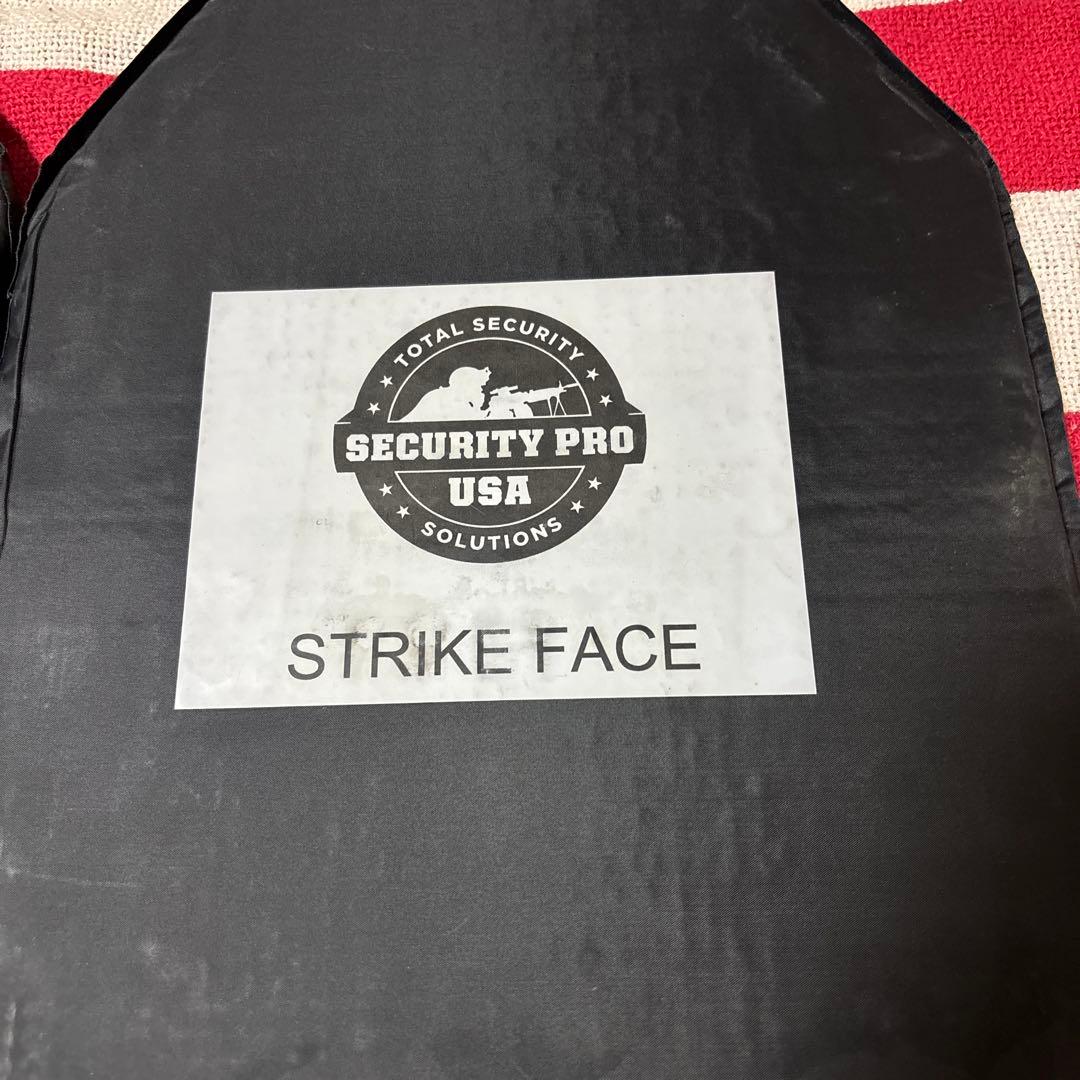 TOTAL SECURITY
SECURITY PRO
USA
SOLUTIONS
STRIKE FACE